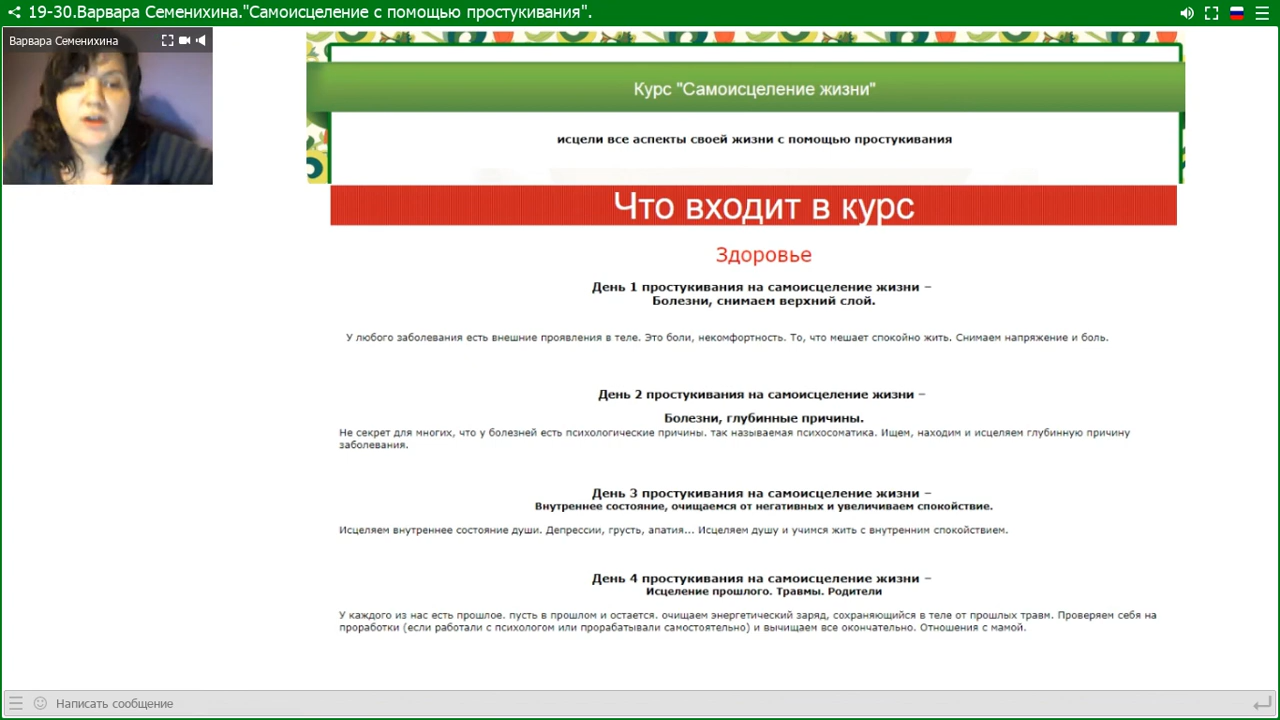 19-30.Варвара Семенихина."Самоисцеление с помощью простукивания".
Варвара Семенихина
Курс "Самоисцеление жизни"
исцели все аспекты своей жизни с помощью простукивания
Что входит в курс
Здоровье
День 1 простукивания на самоисцеление жизни –
Болезни, снимаем верхний слой.
У любого заболевания есть внешние проявления в теле. Это боли, некомфортность. То, что мешает спокойно жить. Снимаем напряжение и боль.
День 2 простукивания на самоисцеление жизни –
Болезни, глубинные причины.
Не секрет для многих, что у болезней есть психологические причины. так называемая психосоматика. Ищем, находим и исцеляем глубинную причину
заболевания.
День 3 простукивания на самоисцеление жизни –
Внутреннее состояние, очищаемся от негативных и увеличиваем спокойствие.
Исцеляем внутреннее состояние души. Депрессии, грусть, апатия... Исцеляем душу и учимся жить с внутренним спокойствием.
День 4 простукивания на самоисцеление жизни –
Исцеление прошлого. Травмы. Родители
У каждого из нас есть прошлое. пусть в прошлом и остается. очищаем энергетический заряд, сохраняющийся в теле от прошлых травм. Проверяем себя на
проработки (если работали с психологом или прорабатывали самостоятельно) и вычищаем все окончательно. Отношения с мамой.
Написать сообщение